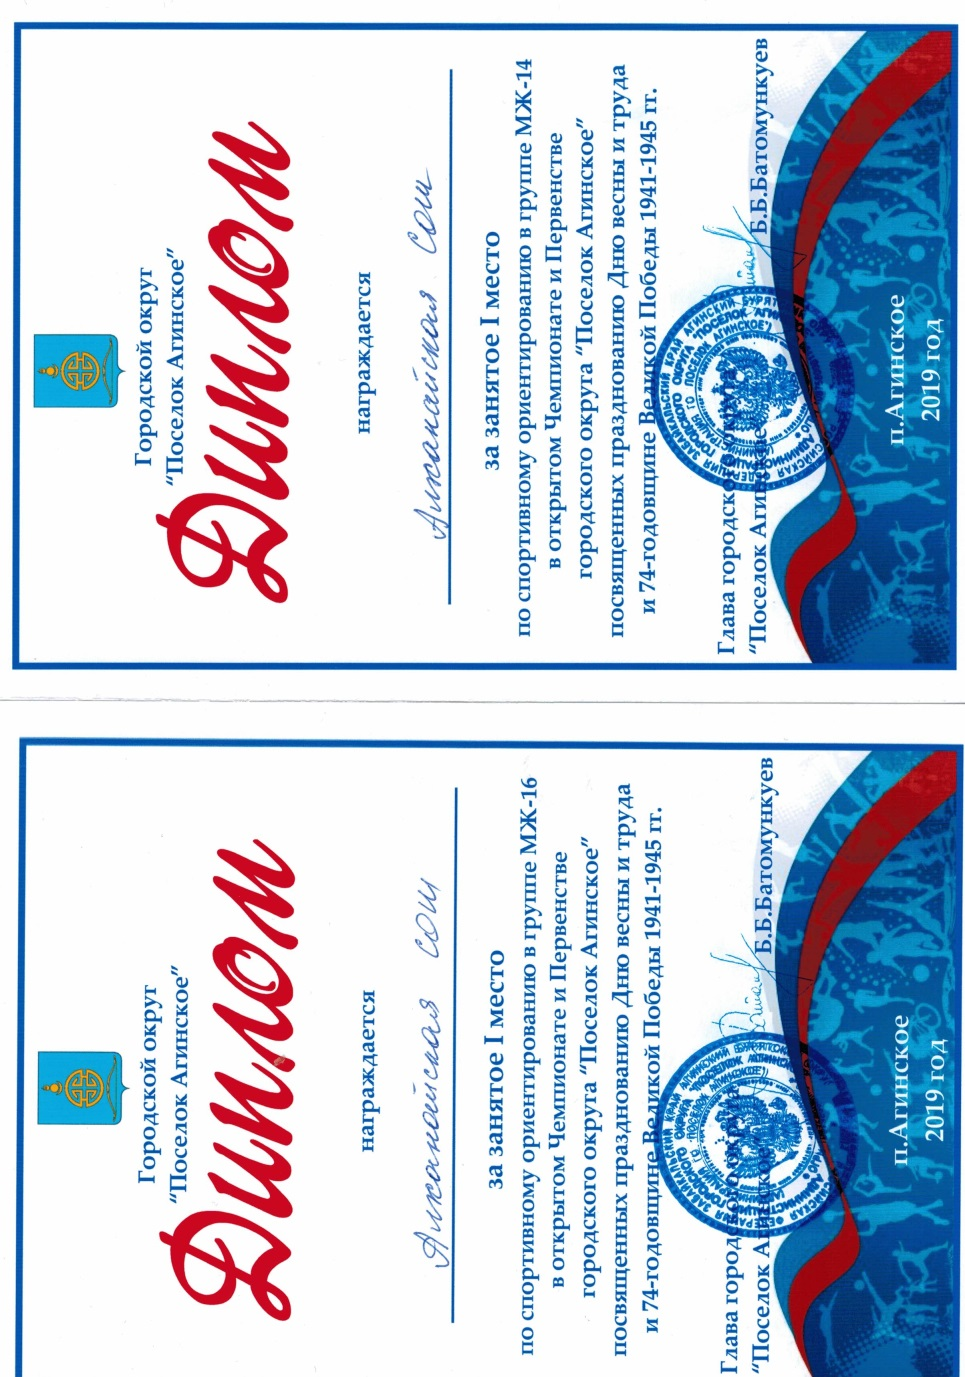 Городской округ
“Поселок Агинское”
Диплом
награждается
за занятое I место
по спортивному ориентированию в группе МЖ-14
в открытом Чемпионате и Первенстве
городского округа “Поселок Агинское”
посвященных празднованию Дню весны и труда
и 74-годовщине Великой Победы 1941-1945 гг.
Глава городского округа
“Поселок Агинское” Б.Б.Батомункуев
п.Агинское
2019 год
Городской округ
“Поселок Агинское”
Диплом
награждается
Амканайская сош
за занятое I место
по спортивному ориентированию в группе МЖ-16
в открытом Чемпионате и Первенстве
городского округа “Поселок Агинское”
посвященных празднованию Дню весны и труда
и 74-годовщине Великой Победы 1941-1945 гг.
Глава городского округа
“Поселок Агинское” Б.Б.Батомункуев
п.Агинское
2019 год